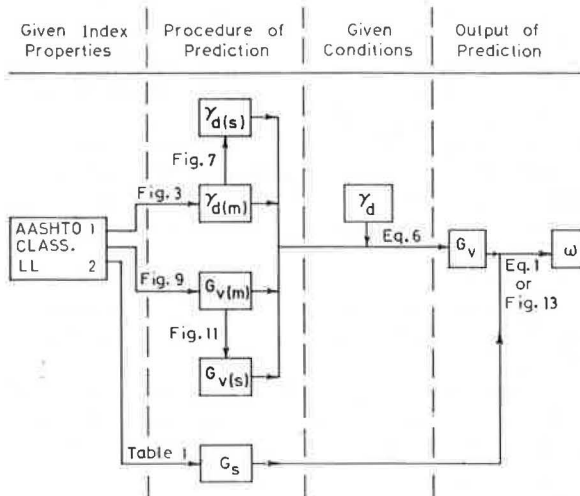 Given Index Properties
Procedure of Prediction
Given Conditions
Output of Prediction
γd(s)
Fig. 7
Fig. 3
γd(m)
γd
AASHTO 1
CLASS.
LL 2
Eq. 6
Gv
ω
Eq. 1
or
Fig. 13
Fig. 9
Gv(m)
Fig. 11
Gv(s)
Table 1
Gs